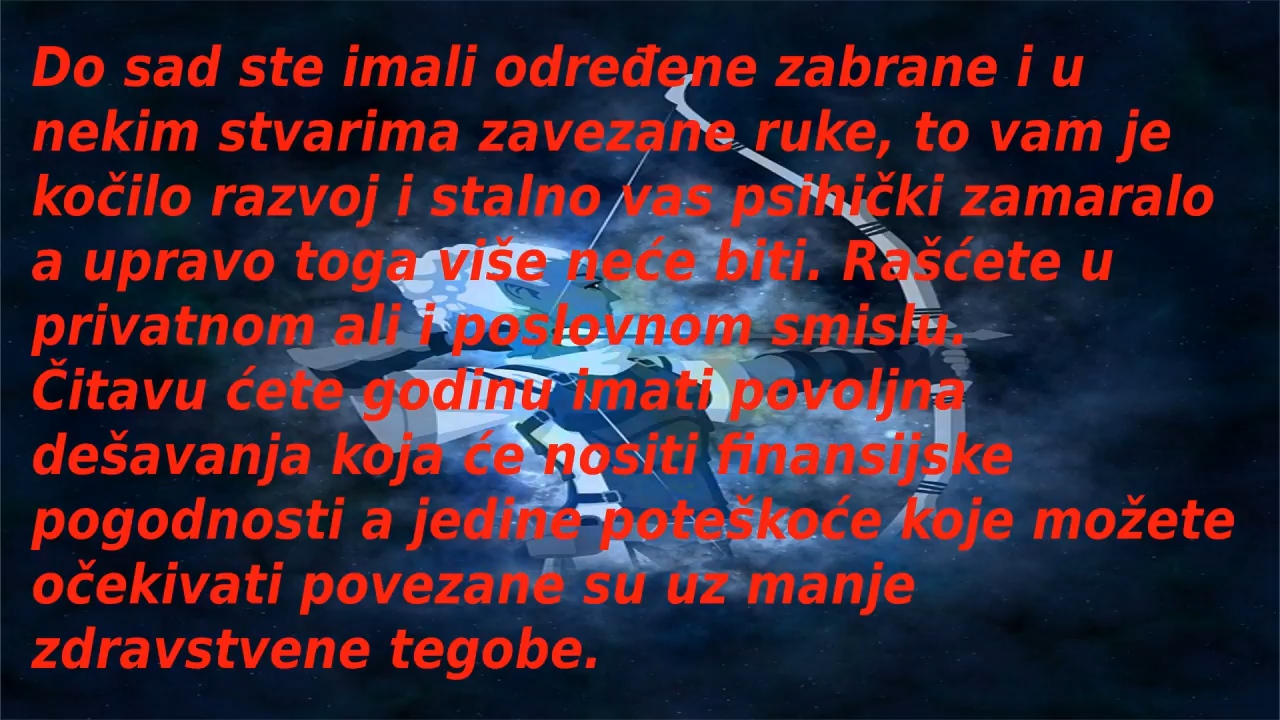 Do sad ste imali određene zabrane i u
nekim stvarima zavezane ruke, to vam je
kočilo razvoj i stalno vas psihički zamaralo
a upravo toga više neće biti. Rašćete u
privatnom ali i poslovnom smislu.
Čitavu ćete godinu imati povoljna
dešavanja koja će nositi finansijske
pogodnosti a jedine poteškoće koje možete
očekivati povezane su uz manje
zdravstvene tegobe.